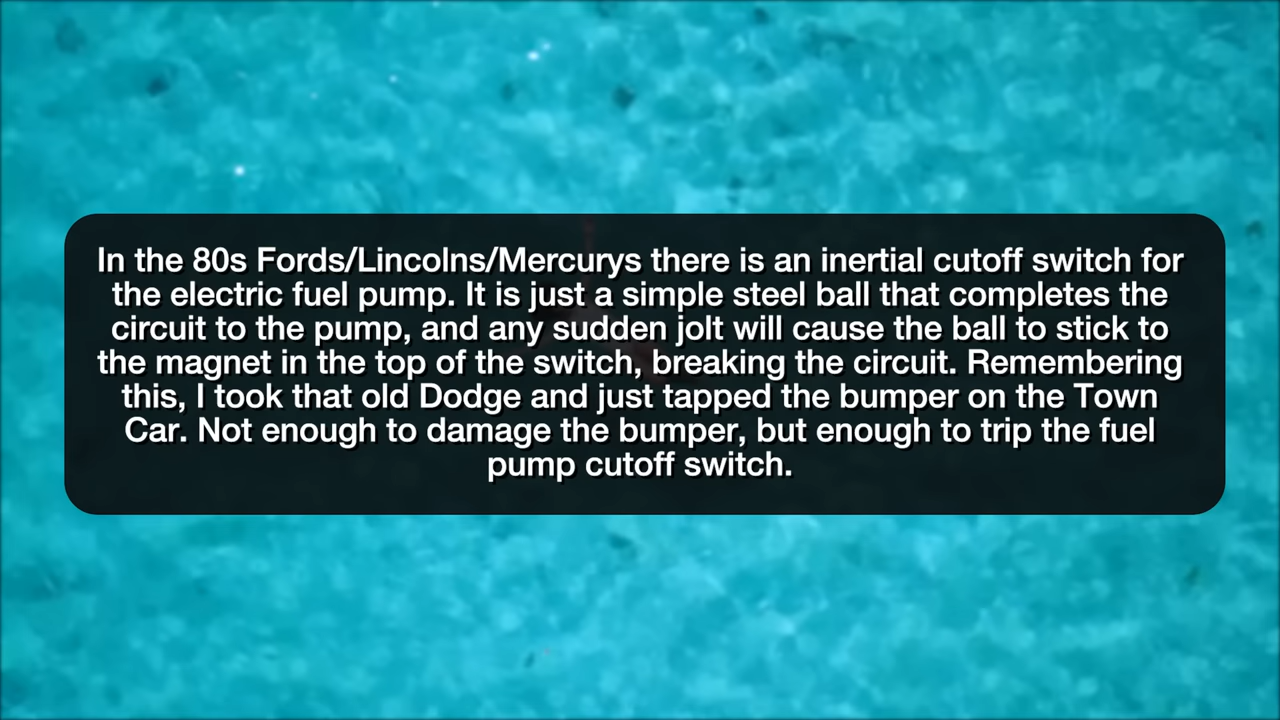 In the 80s Fords/Lincolns/Mercurys there is an inertial cutoff switch for
the electric fuel pump. It is just a simple steel ball that completes the
circuit to the pump, and any sudden jolt will cause the ball to stick to
the magnet in the top of the switch, breaking the circuit. Remembering
this, I took that old Dodge and just tapped the bumper on the Town
Car. Not enough to damage the bumper, but enough to trip the fuel
pump cutoff switch.